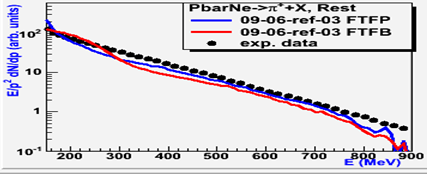 PbarNe->π⁺+X, Rest
09-06-ref-03 FTFP
09-06-ref-03 FTFB
exp. data
E/p² dN/dp (arb. units)
10²
10
1
10⁻¹
200 300 400 500 600 700 800 900
E (MeV)